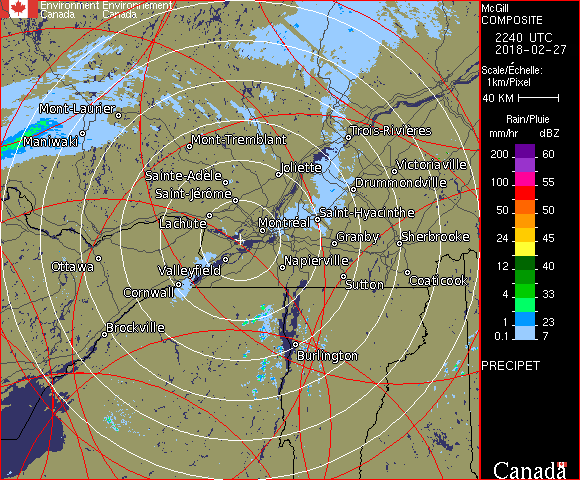 Environment Environnement
Canada Canada
McGill
COMPOSITE
2240 UTC
2018-02-27
Scale/Échelle:
1km/Pixel
40 KM
Rain/Pluie
mm/hr dBZ
200 60
100 55
50 50
24 45
12 40
4 33
1 23
0.1 7
PRECIPET
Canada
Mont-Laurier
Maniwaki
Mont-Tremblant
Trois-Rivières
Joliette
Victoriaville
Sainte-Adèle
Drummondville
Saint-Jérôme
Saint-Hyacinthe
Lachute
Montréal
Granby
Sherbrooke
Ottawa
Valleyfield
Napierville
Cornwall
Sutton
Coaticook
Brockville
Burlington